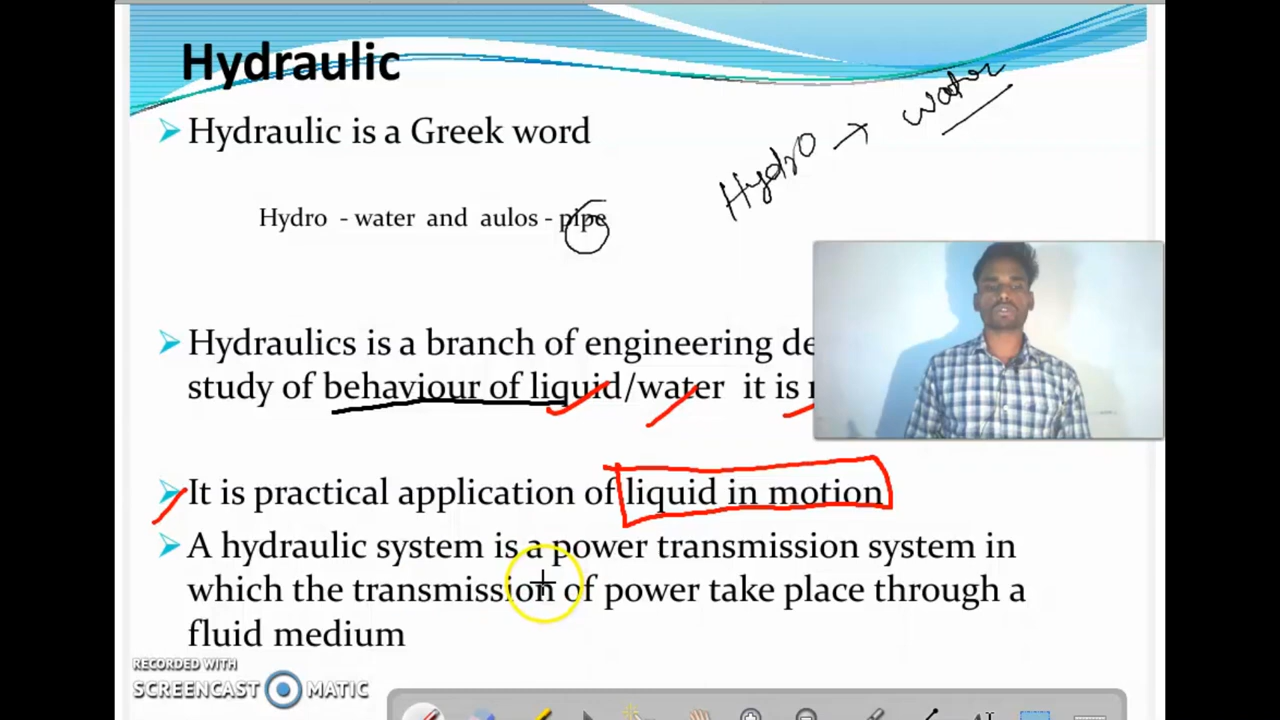 Hydraulic
Hydraulic is a Greek word
Hydro → water
Hydro - water and aulos - pipe
Hydraulics is a branch of engineering de
study of behaviour of liquid/water it is
It is practical application of liquid in motion
A hydraulic system is a power transmission system in
which the transmission of power take place through a
fluid medium
RECORDED WITH
SCREENCAST MATIC